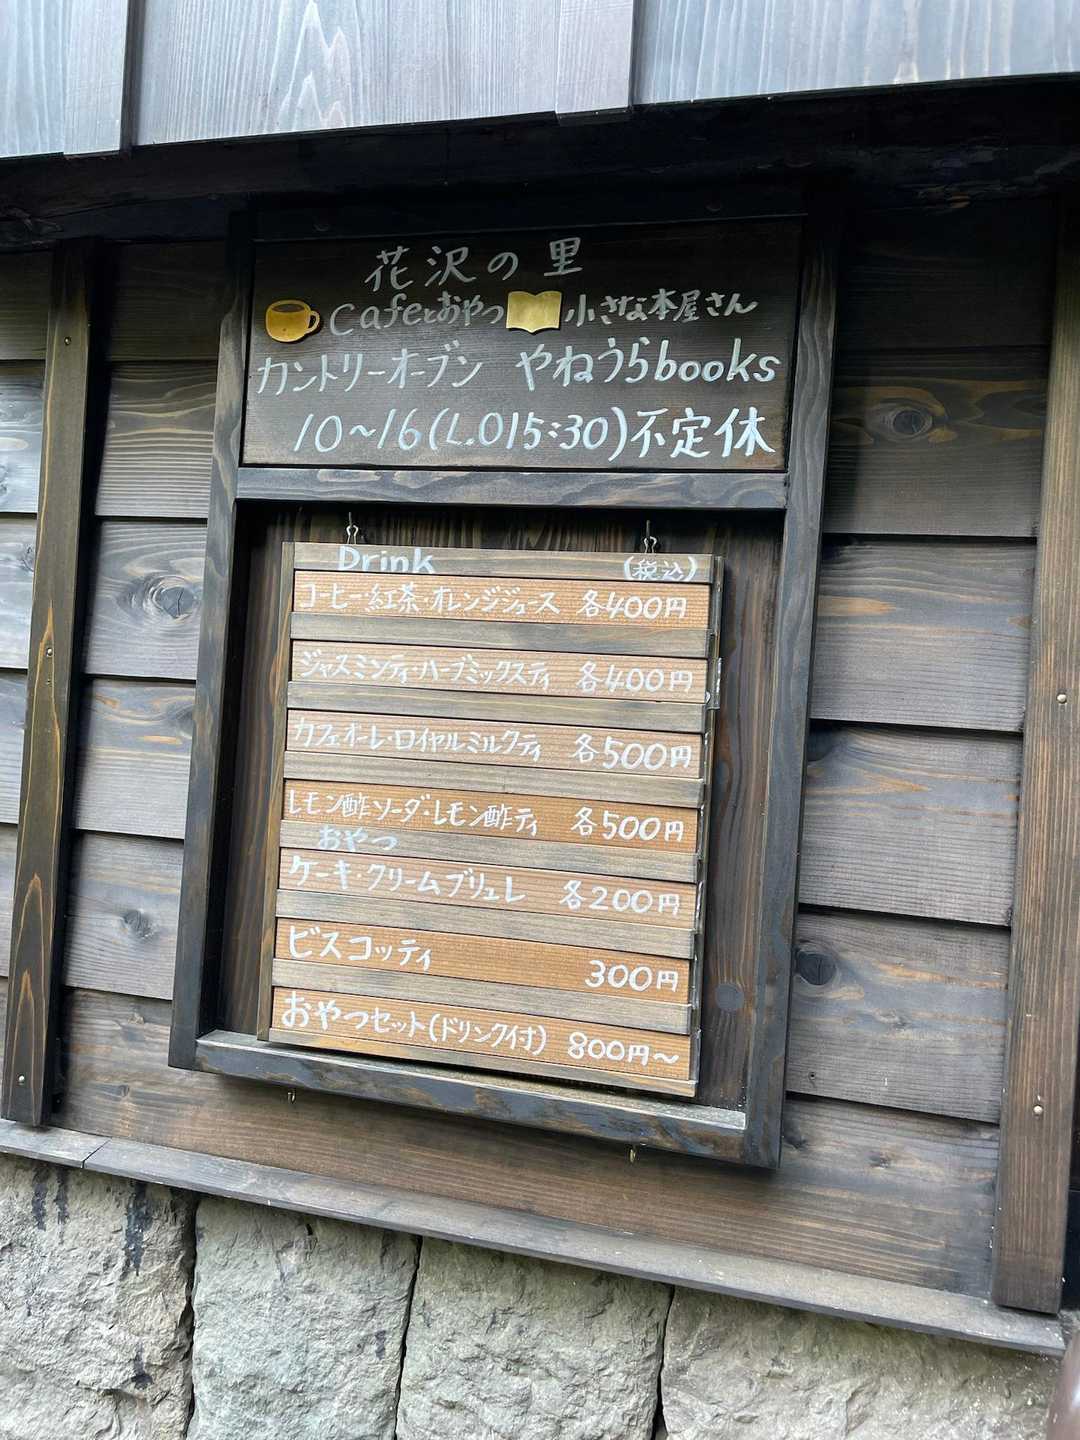 花沢の里
Cafeとおやつ 小さな本屋さん
カントリーオーブン やねうらbooks
10~16(L.O15:30)不定休
Drink (税込)
コーヒー・紅茶・オレンジジュース 各400円
ジャスミンティ・ハーブミックスティ 各400円
カフェオーレ・ロイヤルミルクティ 各500円
レモン酢ソーダ・レモン酢ティ 各500円
おやつ
ケーキ・クリームブリュレ 各200円
ビスコッティ 300円
おやつセット(ドリンク付) 800円~